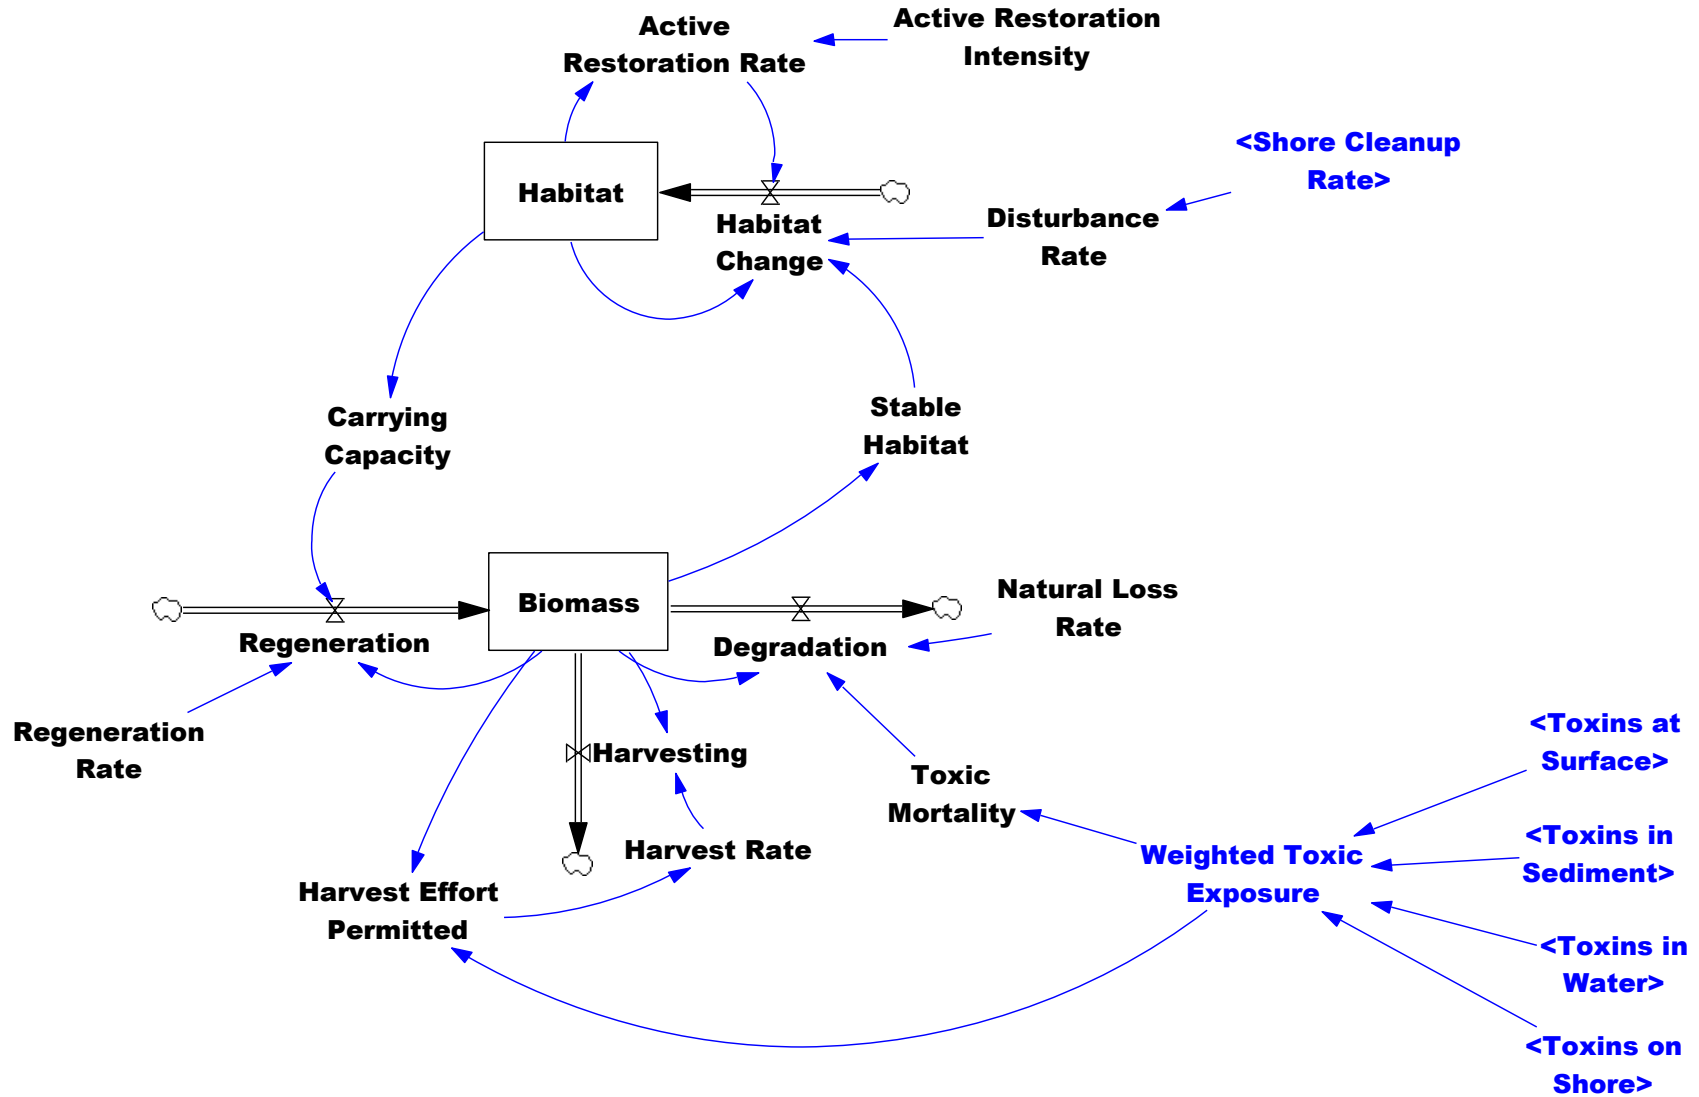 Active
Restoration Rate
Active Restoration
Intensity
<Shore Cleanup
Rate>
Habitat
Habitat
Change
Disturbance
Rate
Carrying
Capacity
Stable
Habitat
Biomass
Regeneration
Degradation
Natural Loss
Rate
Regeneration
Rate
Harvesting
Toxic
Mortality
<Toxins at
Surface>
Harvest Rate
Weighted Toxic
Exposure
<Toxins in
Sediment>
Harvest Effort
Permitted
<Toxins in
Water>
<Toxins on
Shore>